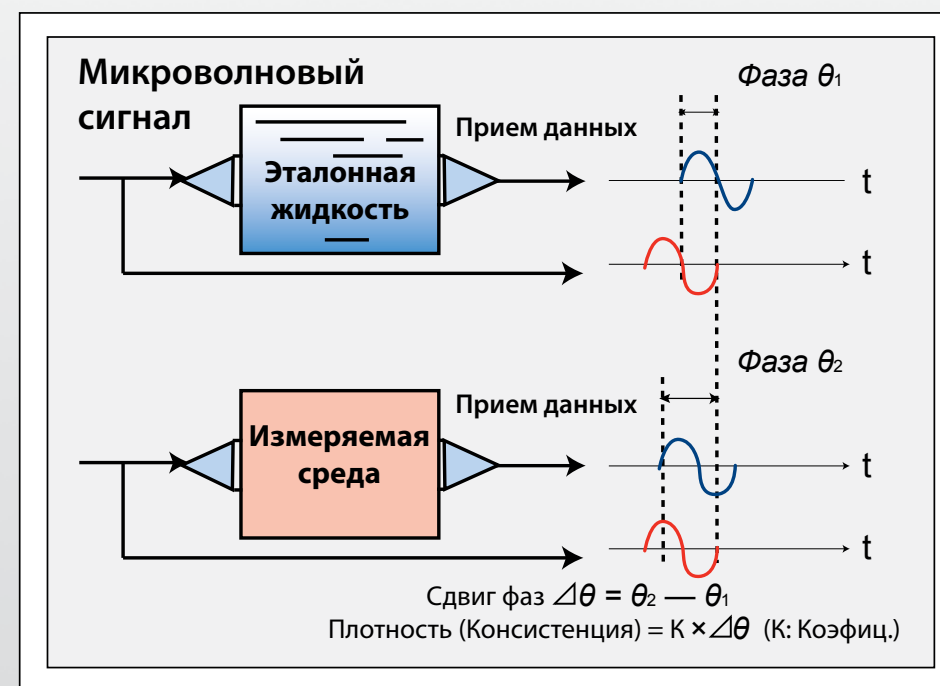 Микроволновый
сигнал
Фаза θ1
Прием данных
Эталонная
жидкость
t
t
Фаза θ2
Прием данных
Измеряемая
среда
t
t
Сдвиг фаз ⊿θ = θ2 — θ1
Плотность (Консистенция) = K × ⊿θ (K: Коэфиц.)